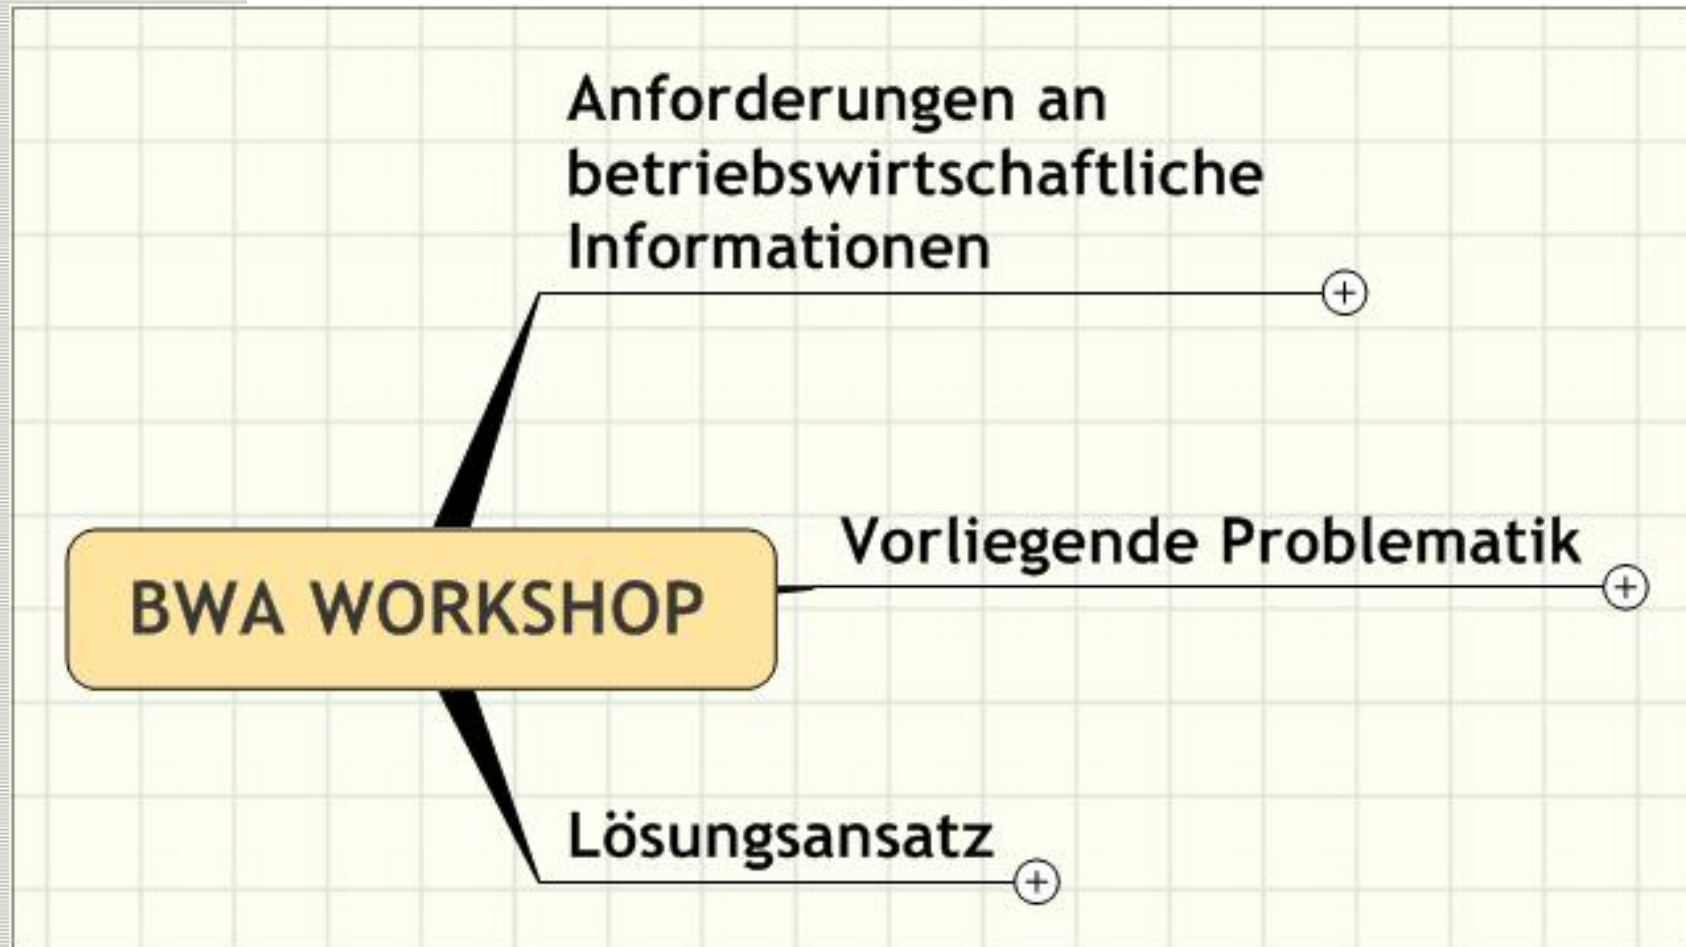 Anforderungen an
betriebswirtschaftliche
Informationen
Vorliegende Problematik
BWA WORKSHOP
Lösungsansatz